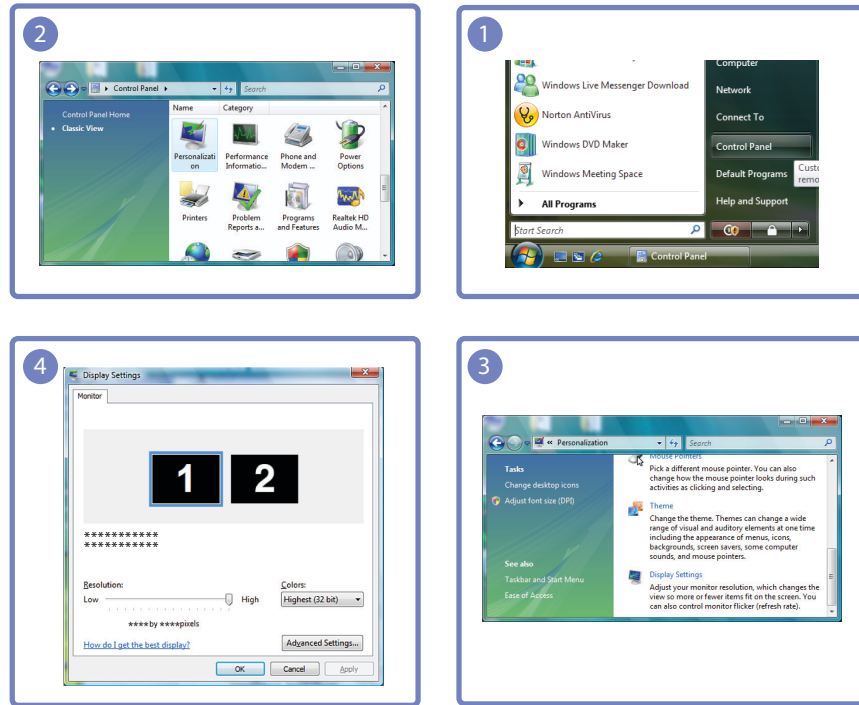 1
Computer
Windows Live Messenger Download
Network
Norton AntiVirus
Connect To
Windows DVD Maker
Control Panel
Windows Meeting Space
Default Programs
remo
All Programs
Help and Support
Start Search
Control Panel
2
Control Panel
Search
Control Panel Home
Classic View
Name Category
Personalizati
on
Performance
Informatio...
Phone and
Modem ...
Power
Options
Printers
Problem
Reports a...
Programs
and Features
Realtek HD
Audio M...
3
Personalization
Search
Tasks
Change desktop icons
Adjust font size (DPI)
See also
Taskbar and Start Menu
Ease of Access
Mouse Pointers
Pick a different mouse pointer. You can also
change how the mouse pointer looks during such
activities as clicking and selecting.
Theme
Change the theme. Themes can change a wide
range of visual and auditory elements at one time
including the appearance of menus, icons,
backgrounds, screen savers, some computer
sounds, and mouse pointers.
Display Settings
Adjust your monitor resolution, which changes the
view so more or fewer items fit on the screen. You
can also control monitor flicker (refresh rate).
4
Display Settings
Monitor
1 2
***********
***********
Resolution:
Low High
****by ****pixels
Colors:
Highest (32 bit)
How do I get the best display?
Advanced Settings...
OK Cancel Apply